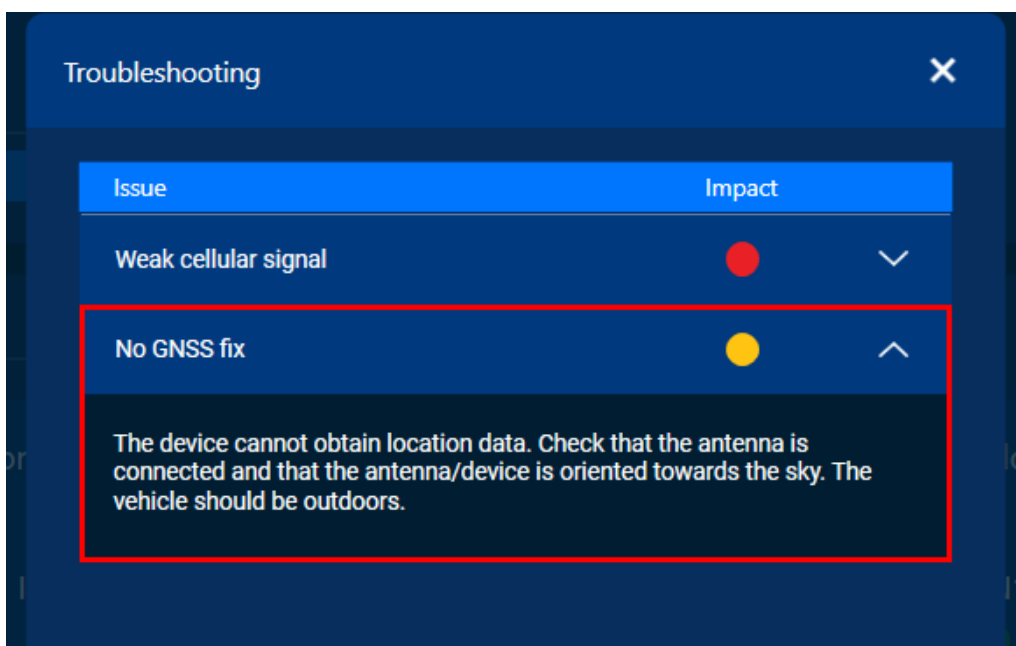 Troubleshooting
Issue Impact
Weak cellular signal
No GNSS fix
The device cannot obtain location data. Check that the antenna is
connected and that the antenna/device is oriented towards the sky. The
vehicle should be outdoors.